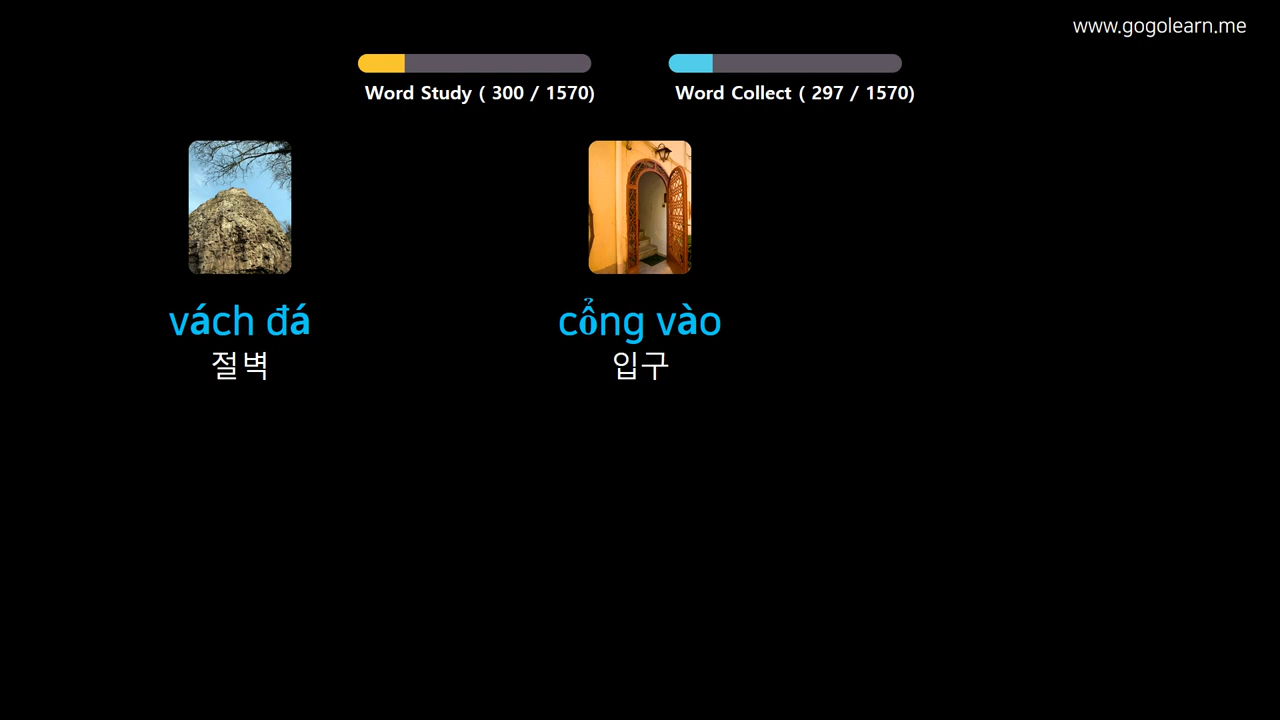 www.gogolearn.me
Word Study ( 300 / 1570)
Word Collect ( 297 / 1570)
vách đá
절벽
cổng vào
입구